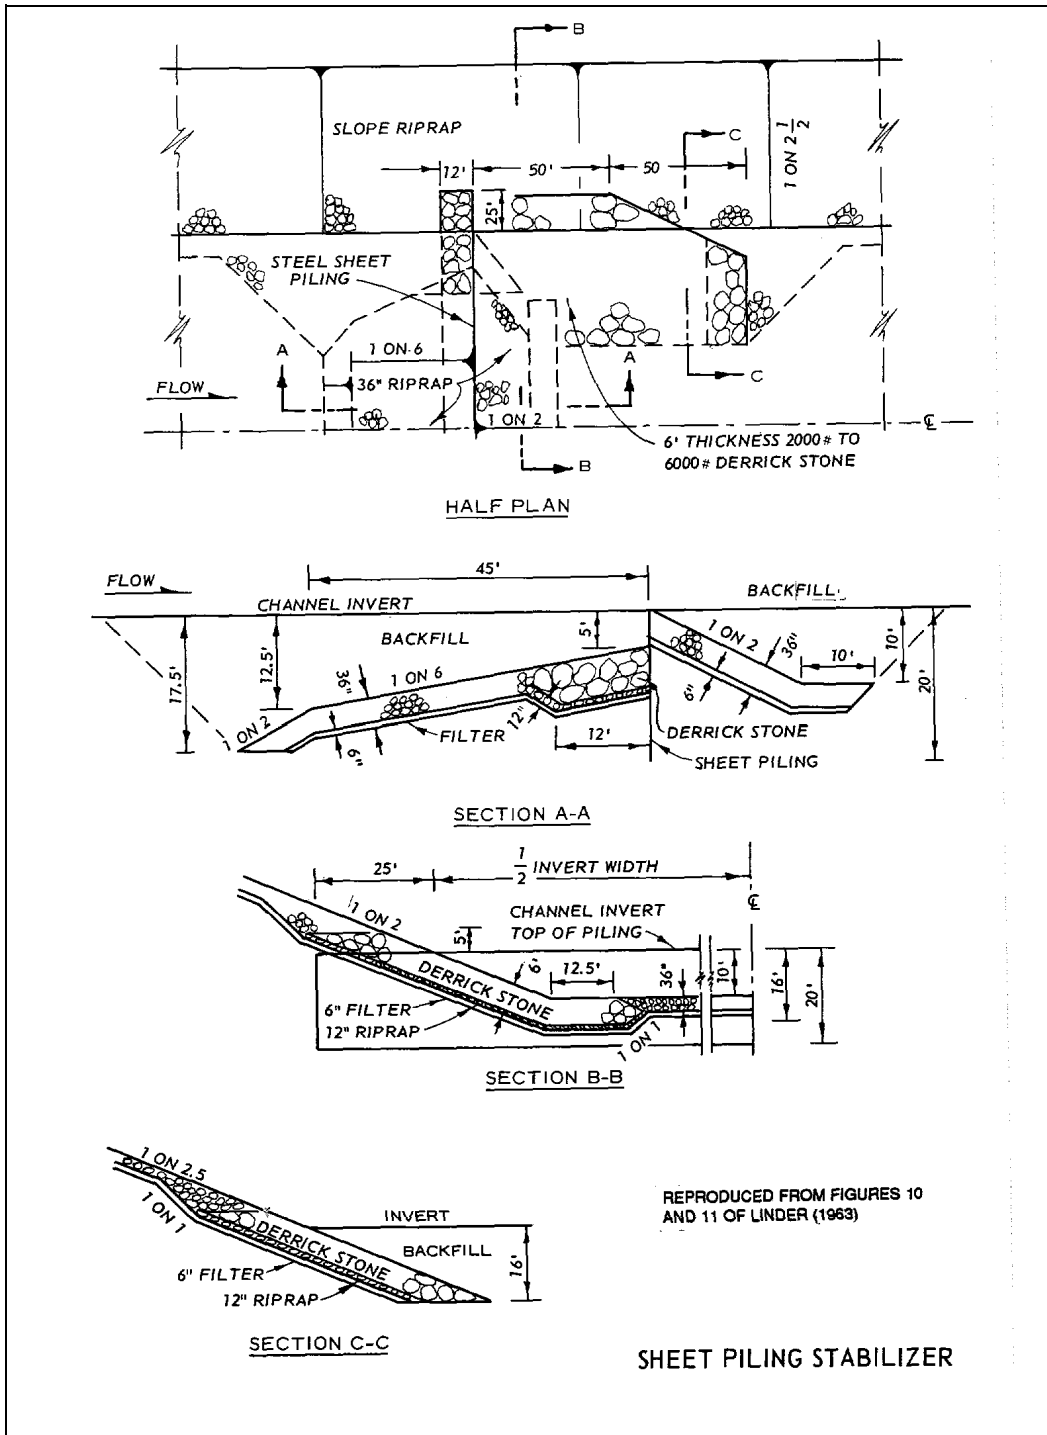 B
SLOPE RIPRAP
C
1 ON 2 1/2
12'
50'
50
25'
STEEL SHEET
PILING
A
1 ON 6
A
36" RIPRAP
C
FLOW
1 ON 2
℄
6' THICKNESS 2000# TO
6000# DERRICK STONE
B
HALF PLAN
45'
FLOW
BACKFILL
CHANNEL INVERT
BACKFILL
5'
1 ON 2
36"
10'
10'
20'
17.5'
12.5'
36"
1 ON 6
1 ON 2
FILTER
6"
12"
12'
6"
DERRICK STONE
SHEET PILING
SECTION A-A
25'
1/2 INVERT WIDTH
℄
1 ON 2
5'
CHANNEL INVERT
TOP OF PILING
DERRICK STONE
6'
12.5'
36"
10'
16'
20'
6" FILTER
12" RIPRAP
1 ON 1
SECTION B-B
1 ON 2.5
1 ON 1
DERRICK STONE
INVERT
BACKFILL
16'
6" FILTER
12" RIPRAP
SECTION C-C
REPRODUCED FROM FIGURES 10
AND 11 OF LINDER (1963)
SHEET PILING STABILIZER